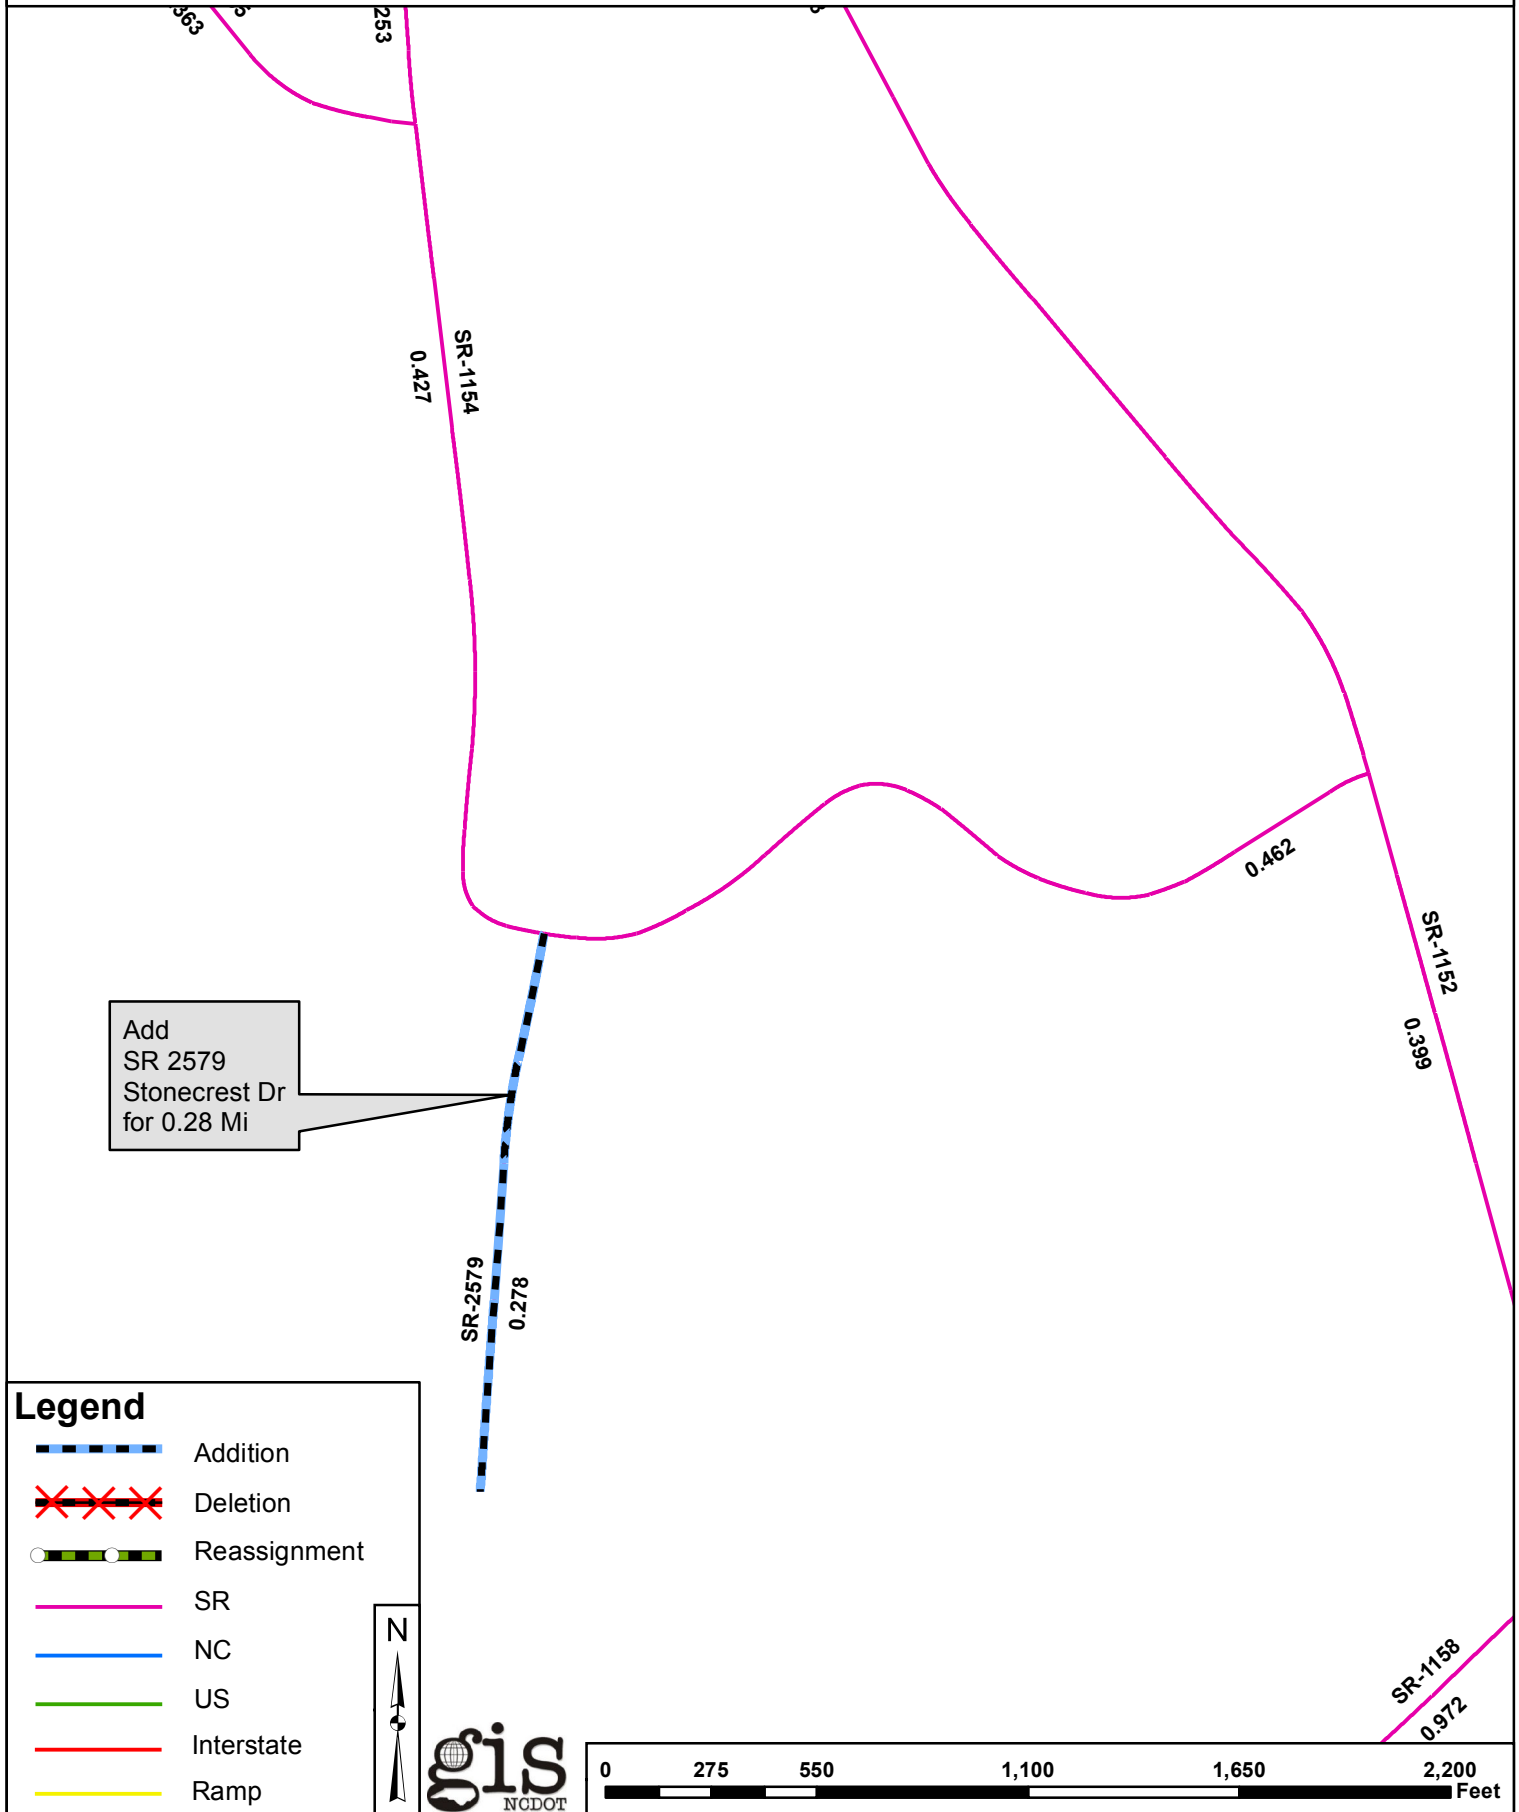 363
253
SR-1154
0.427
0.462
SR-1152
0.399
Add
SR 2579
Stonecrest Dr
for 0.28 Mi
SR-2579
0.278
Legend
Addition
Deletion
Reassignment
SR
NC
US
Interstate
Ramp
N
gis
NCDOT
SR-1158
0.972
0 275 550 1,100 1,650 2,200
Feet